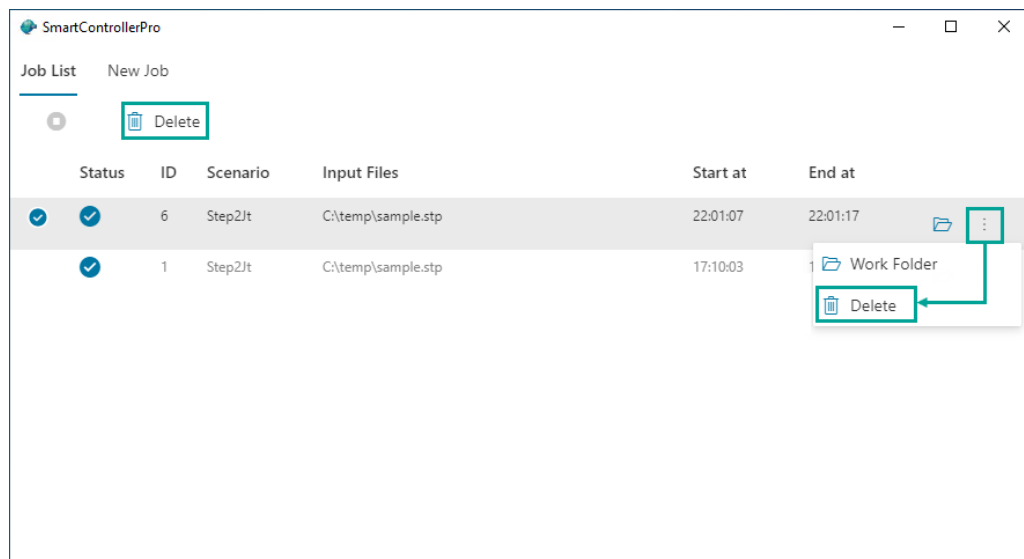 SmartControllerPro
Job List New Job
Delete
Status ID Scenario Input Files Start at End at
6 Step2Jt C:\temp\sample.stp 22:01:07 22:01:17
1 Step2Jt C:\temp\sample.stp 17:10:03
Work Folder
Delete